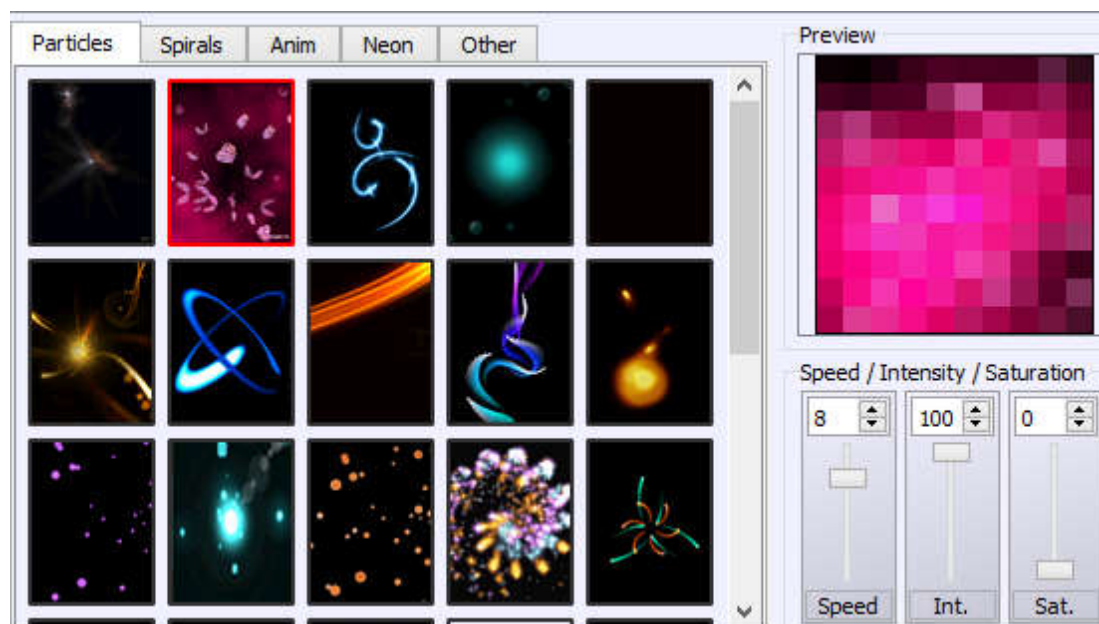 Particles Spirals Anim Neon Other
Preview
Speed / Intensity / Saturation
8 100 0
Speed Int. Sat.